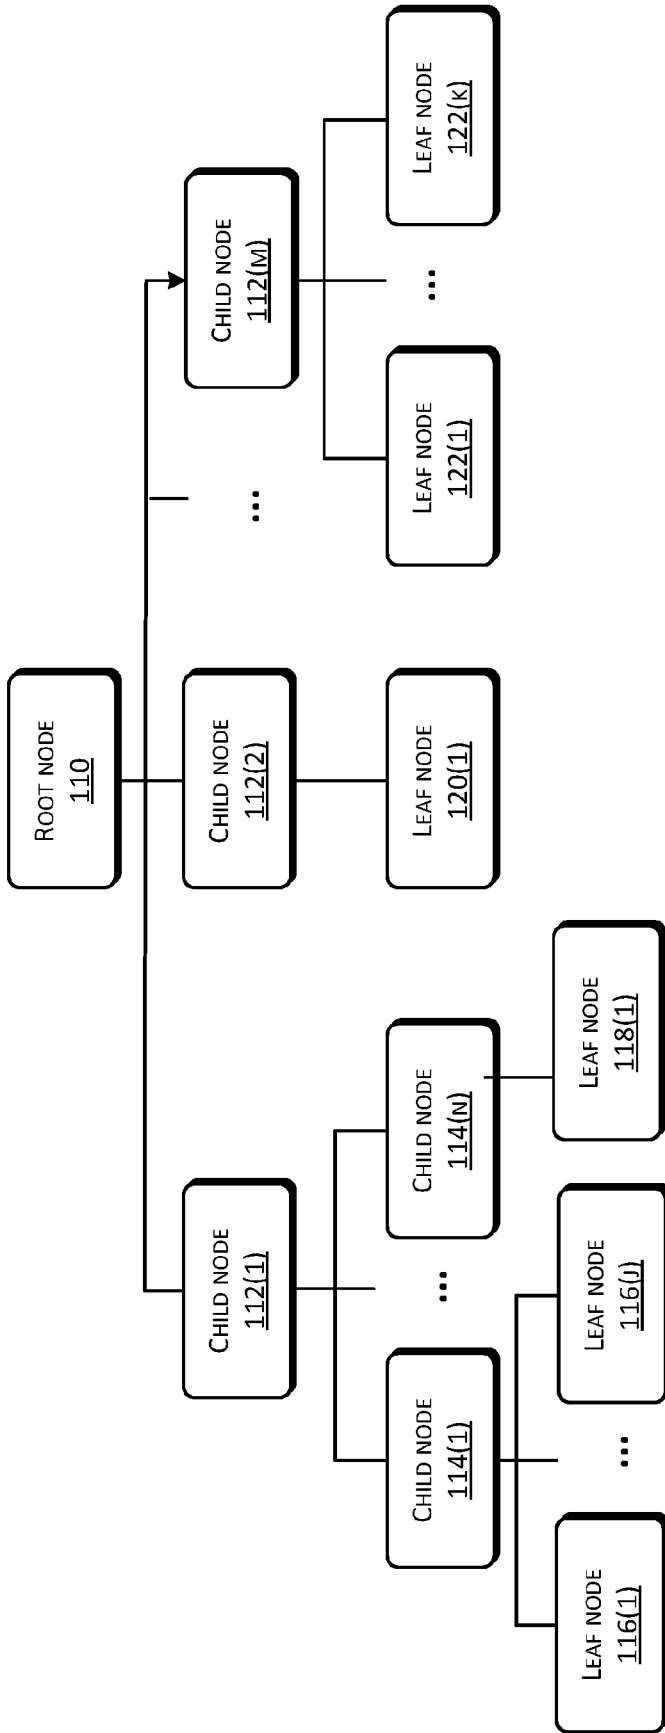 ROOT NODE
110
CHILD NODE
112(1)
CHILD NODE
112(2)
...
CHILD NODE
112(M)
CHILD NODE
114(1)
...
CHILD NODE
114(N)
LEAF NODE
120(1)
LEAF NODE
122(1)
...
LEAF NODE
122(K)
LEAF NODE
116(1)
...
LEAF NODE
116(J)
LEAF NODE
118(1)